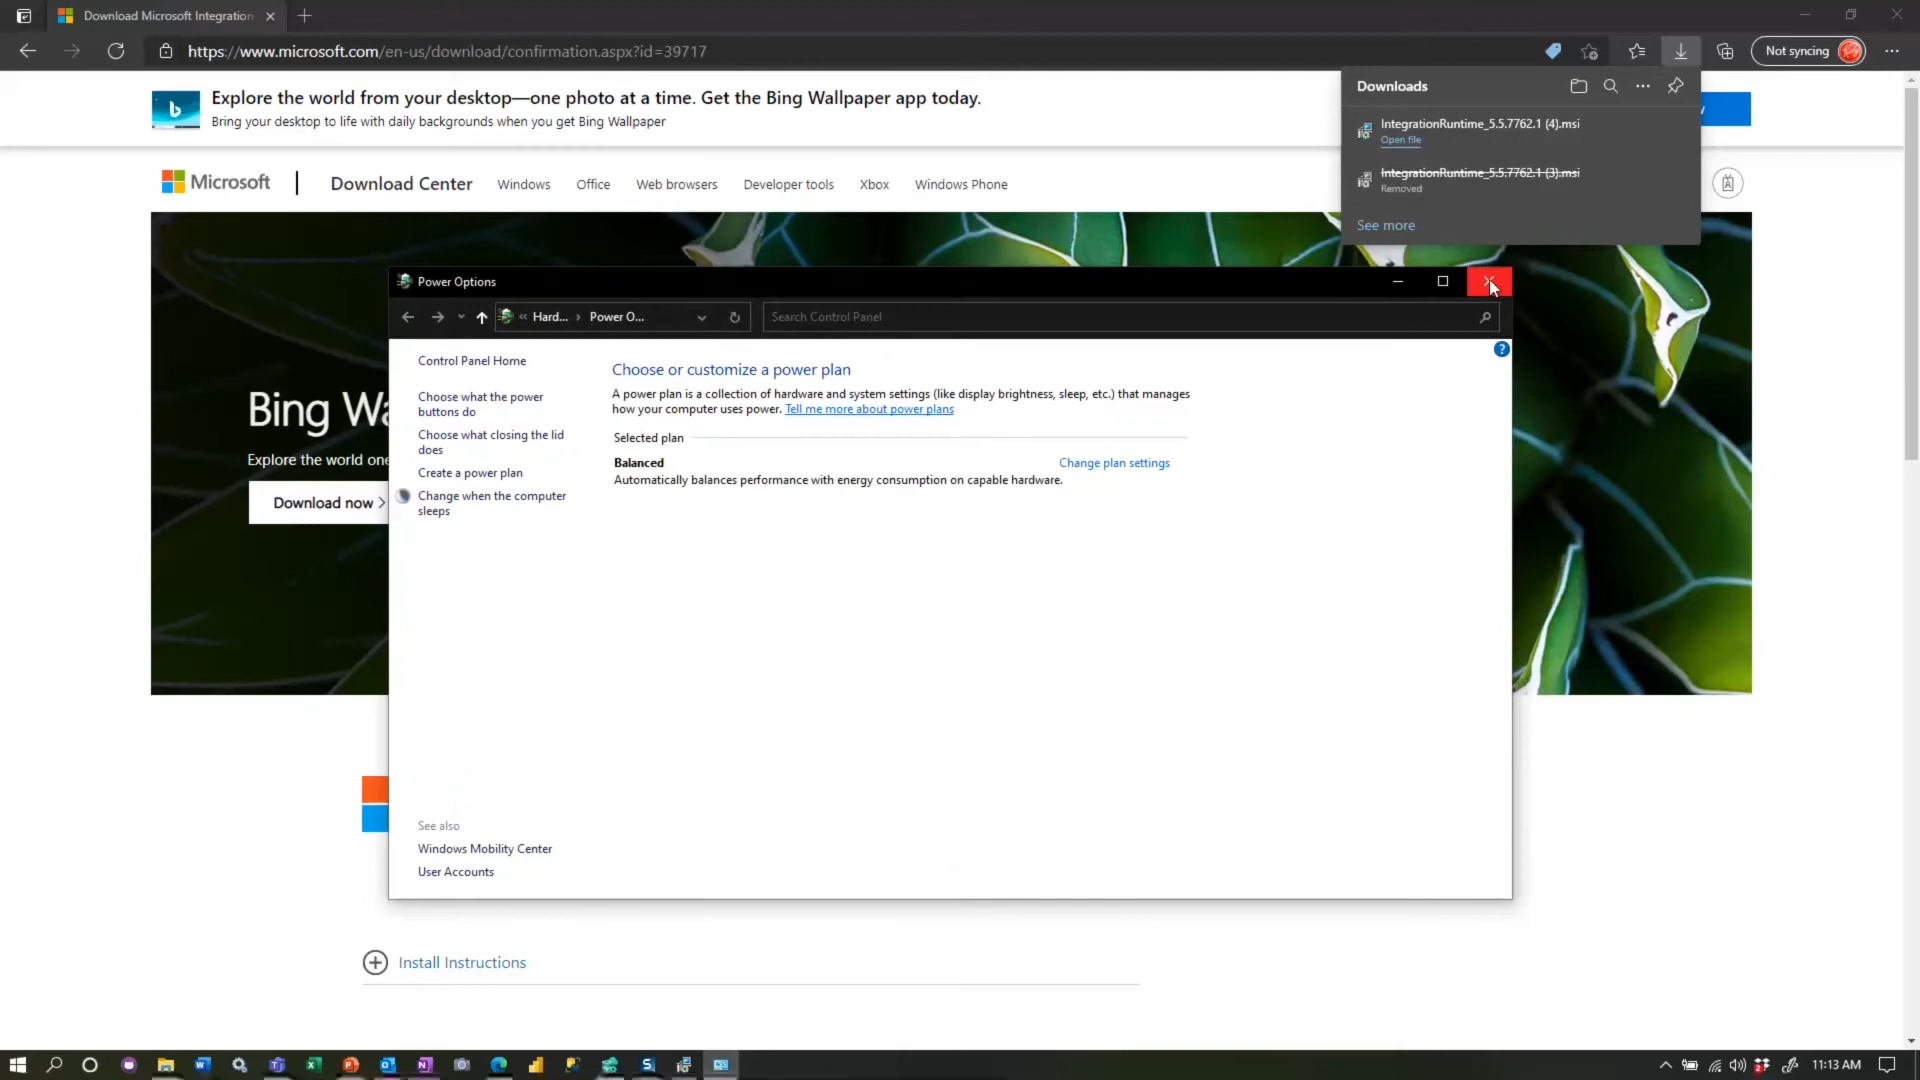 Download Microsoft Integration
https://www.microsoft.com/en-us/download/confirmation.aspx?id=39717
Not syncing
Explore the world from your desktop—one photo at a time. Get the Bing Wallpaper app today.
Bring your desktop to life with daily backgrounds when you get Bing Wallpaper
Downloads
IntegrationRuntime_5.5.7762.1 (4).msi
Open file
IntegrationRuntime_5.5.7762.1 (3).msi
Removed
See more
Microsoft
Download Center
Windows
Office
Web browsers
Developer tools
Xbox
Windows Phone
Bing Wa
Explore the world one
Download now
Power Options
« Hard... › Power O...
Search Control Panel
Control Panel Home
Choose what the power
buttons do
Choose what closing the lid
does
Create a power plan
Change when the computer
sleeps
Choose or customize a power plan
A power plan is a collection of hardware and system settings (like display brightness, sleep, etc.) that manages
how your computer uses power. Tell me more about power plans
Selected plan
Balanced
Change plan settings
Automatically balances performance with energy consumption on capable hardware.
See also
Windows Mobility Center
User Accounts
Install Instructions
11:13 AM